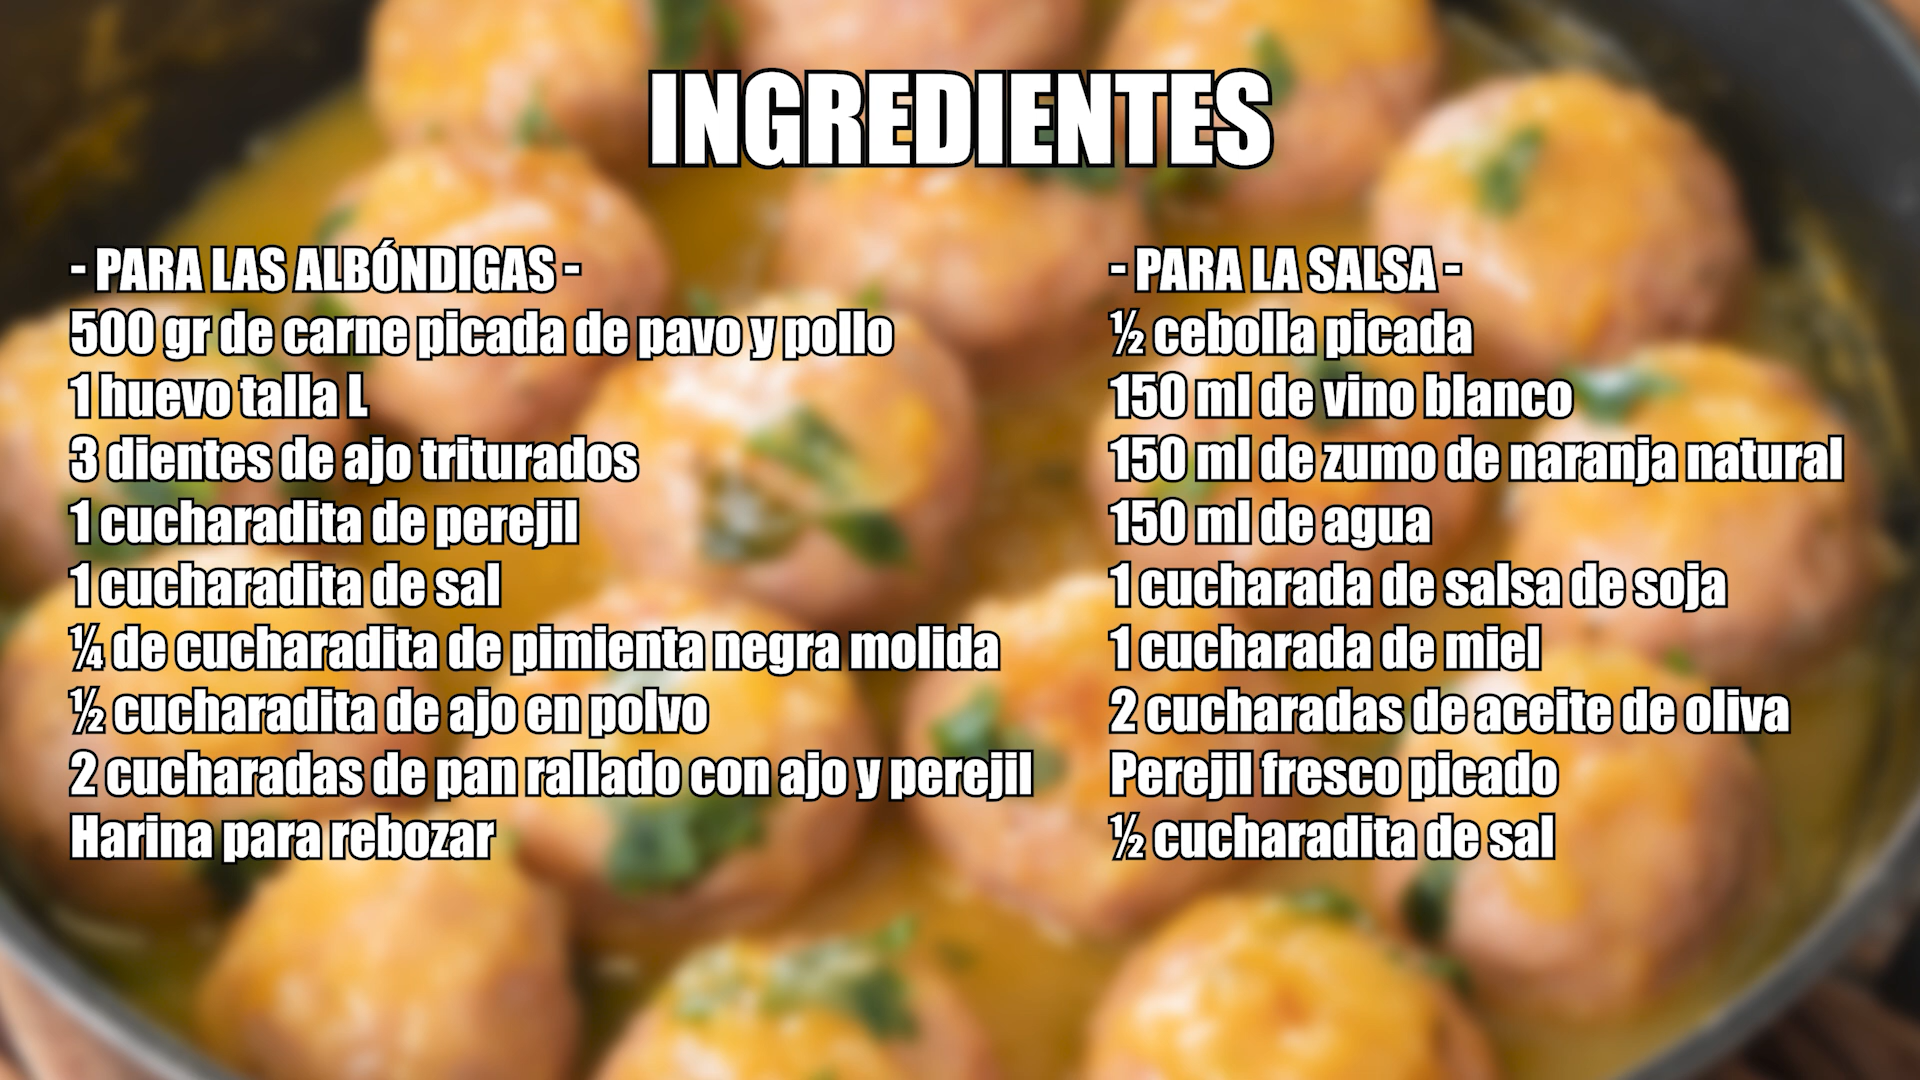 INGREDIENTES
- PARA LAS ALBÓNDIGAS -
500 gr de carne picada de pavo y pollo
1 huevo talla L
3 dientes de ajo triturados
1 cucharadita de perejil
1 cucharadita de sal
¼ de cucharadita de pimienta negra molida
½ cucharadita de ajo en polvo
2 cucharadas de pan rallado con ajo y perejil
Harina para rebozar
- PARA LA SALSA -
½ cebolla picada
150 ml de vino blanco
150 ml de zumo de naranja natural
150 ml de agua
1 cucharada de salsa de soja
1 cucharada de miel
2 cucharadas de aceite de oliva
Perejil fresco picado
½ cucharadita de sal